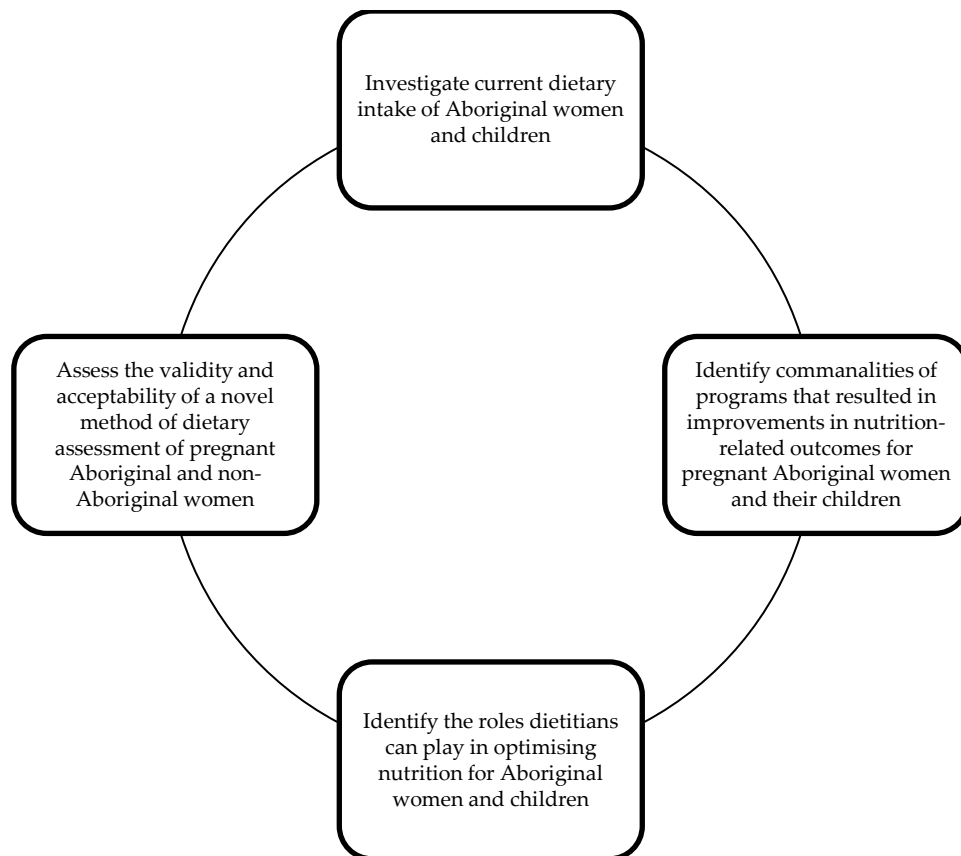 Investigate current dietary
intake of Aboriginal women
and children
Assess the validity and
acceptability of a novel
method of dietary
assessment of pregnant
Aboriginal and non-
Aboriginal women
Identify commanalities of
programs that resulted in
improvements in nutrition-
related outcomes for
pregnant Aboriginal women
and their children
Identify the roles dietitians
can play in optimising
nutrition for Aboriginal
women and children